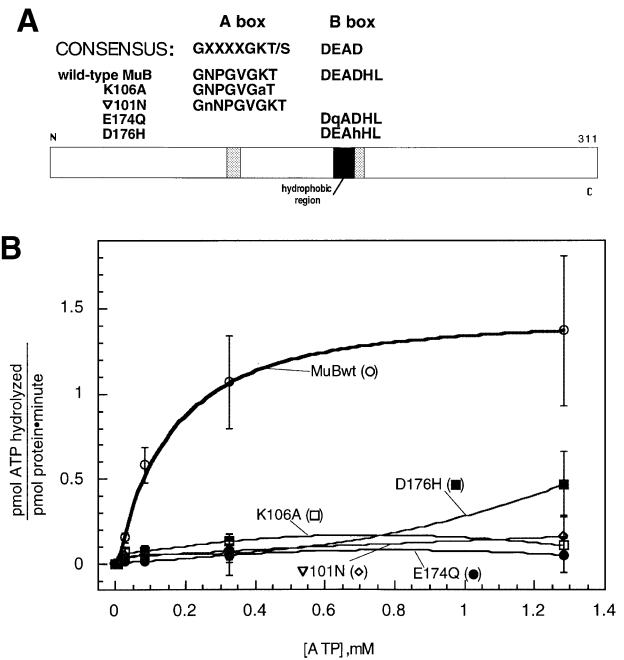 A
A box B box
CONSENSUS: GXXXXGKT/S DEAD
wild-type MuB GNPGVGKT DEADHL
K106A GNPGVGaT
∇101N GnNPGVGKT
E174Q DqADHL
D176H DEAhHL
N 311
hydrophobic
region
C
B
1.5
MuBwt (○)
1
pmol ATP hydrolyzed
pmol protein•minute
0.5
D176H (■)
K106A (□)
0
∇101N (◇) E174Q (●)
0 0.2 0.4 0.6 0.8 1 1.2 1.4
[ATP],mM